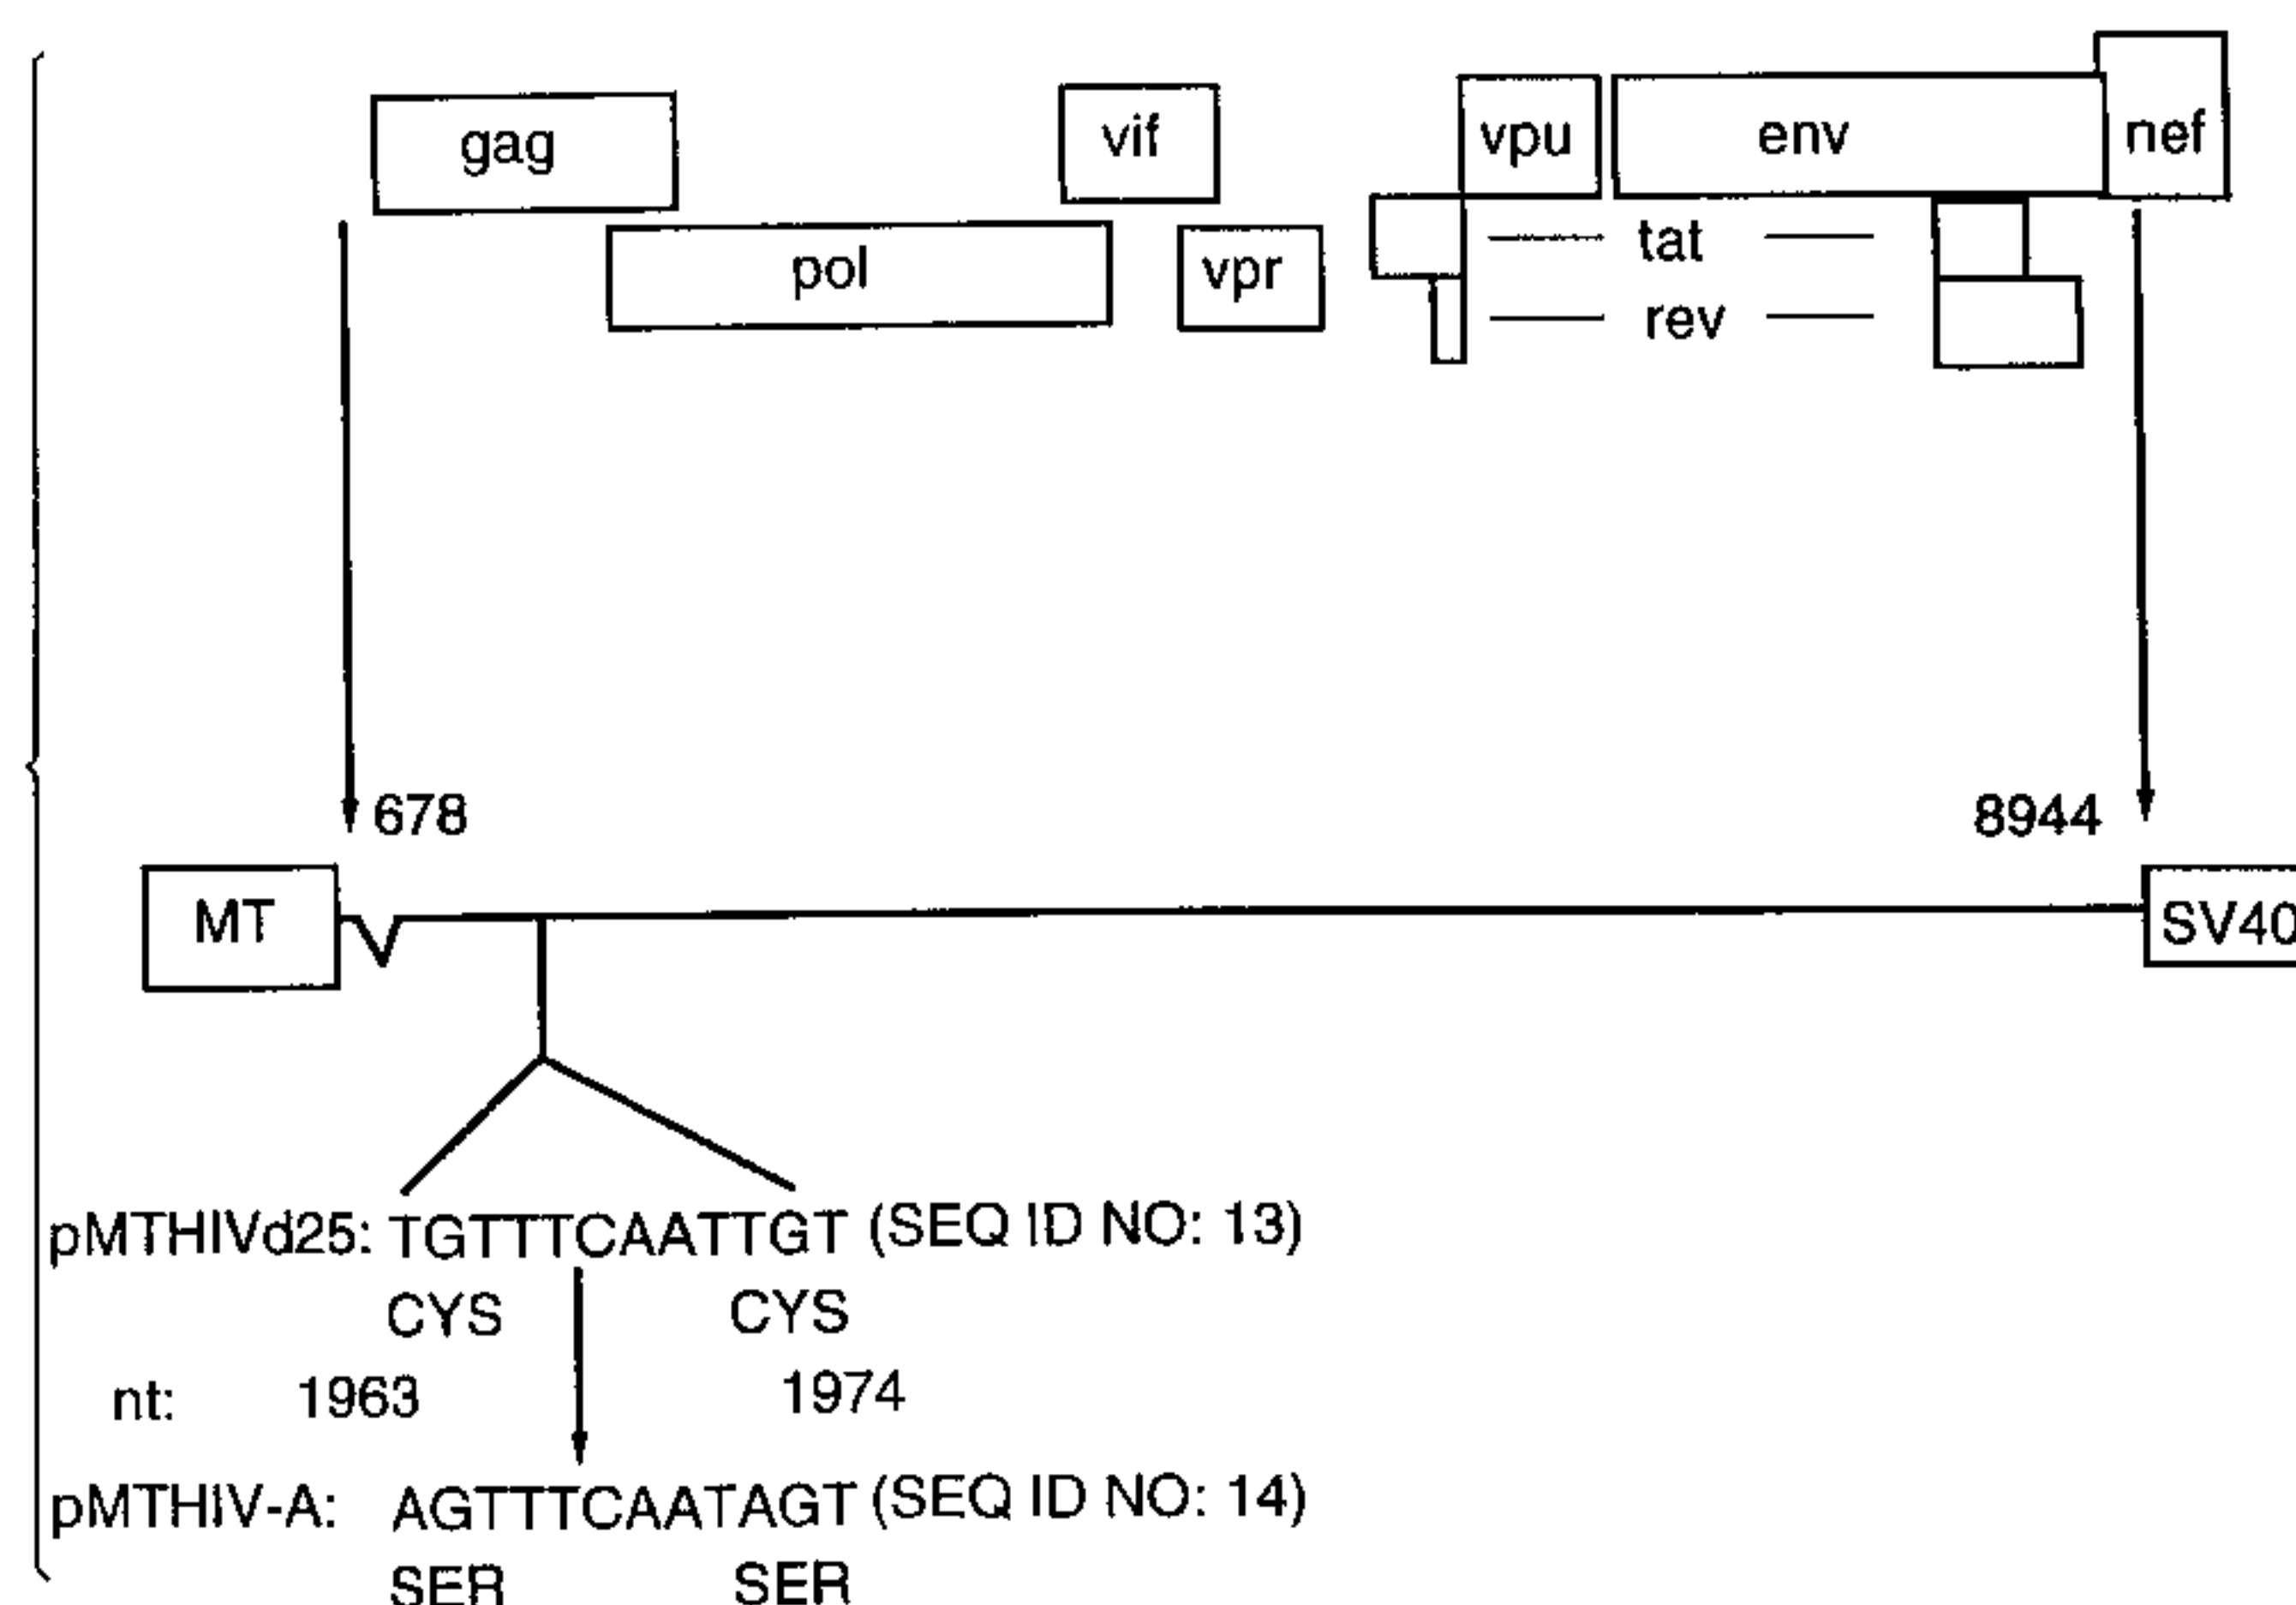 gag vif vpu env nef
pol vpr tat
rev
678 8944
MT SV40
pMTHIVd25: TGTTTCAATTGT (SEQ ID NO: 13)
CYS CYS
nt: 1963 1974
pMTHIV-A: AGTTTCAATAGT (SEQ ID NO: 14)
SER SER